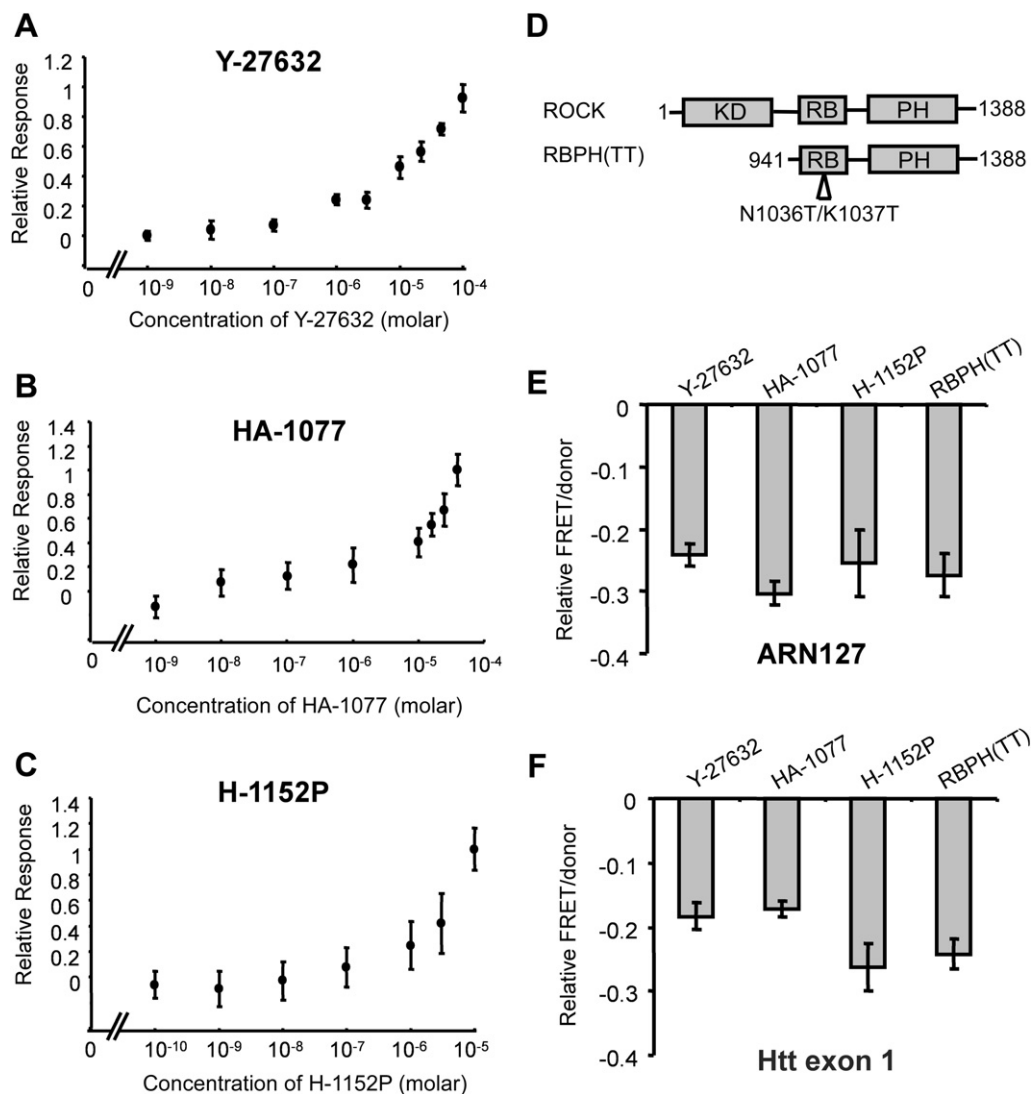 A
Y-27632
Relative Response
1.2
1
0.8
0.6
0.4
0.2
0
0 10⁻⁹ 10⁻⁸ 10⁻⁷ 10⁻⁶ 10⁻⁵ 10⁻⁴
Concentration of Y-27632 (molar)
B
HA-1077
Relative Response
1.4
1.2
1
0.8
0.6
0.4
0.2
0
0 10⁻⁹ 10⁻⁸ 10⁻⁷ 10⁻⁶ 10⁻⁵ 10⁻⁴
Concentration of HA-1077 (molar)
C
H-1152P
Relative Response
1.4
1.2
1
0.8
0.6
0.4
0.2
0
0 10⁻¹⁰ 10⁻⁹ 10⁻⁸ 10⁻⁷ 10⁻⁶ 10⁻⁵
Concentration of H-1152P (molar)
D
ROCK 1 KD RB PH 1388
RBPH(TT) 941 RB PH 1388
N1036T/K1037T
E
Y-27632 HA-1077 H-1152P RBPH(TT)
Relative FRET/donor
0
-0.1
-0.2
-0.3
-0.4
ARN127
F
Y-27632 HA-1077 H-1152P RBPH(TT)
Relative FRET/donor
0
-0.1
-0.2
-0.3
-0.4
Htt exon 1